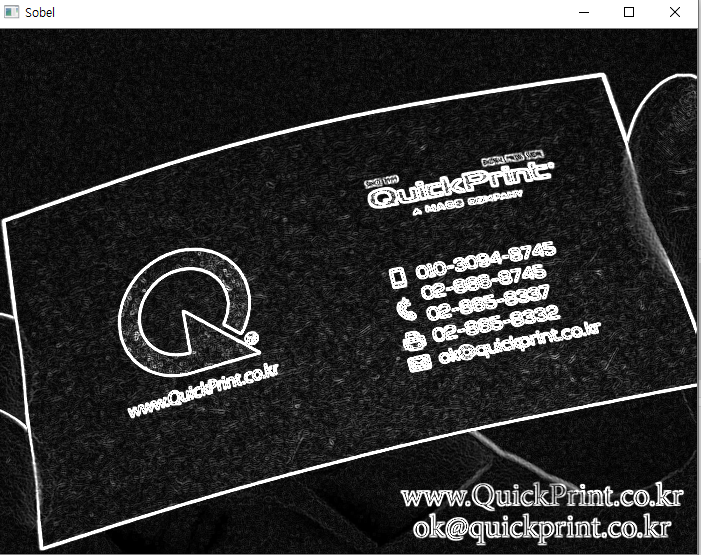 Sobel
QuickPrint
A MAGS COMPANY
010-3094-8745
02-888-8745
02-885-8337
02-885-8332
ok@quickprint.co.kr
www.QuickPrint.co.kr
www.QuickPrint.co.kr
ok@quickprint.co.kr